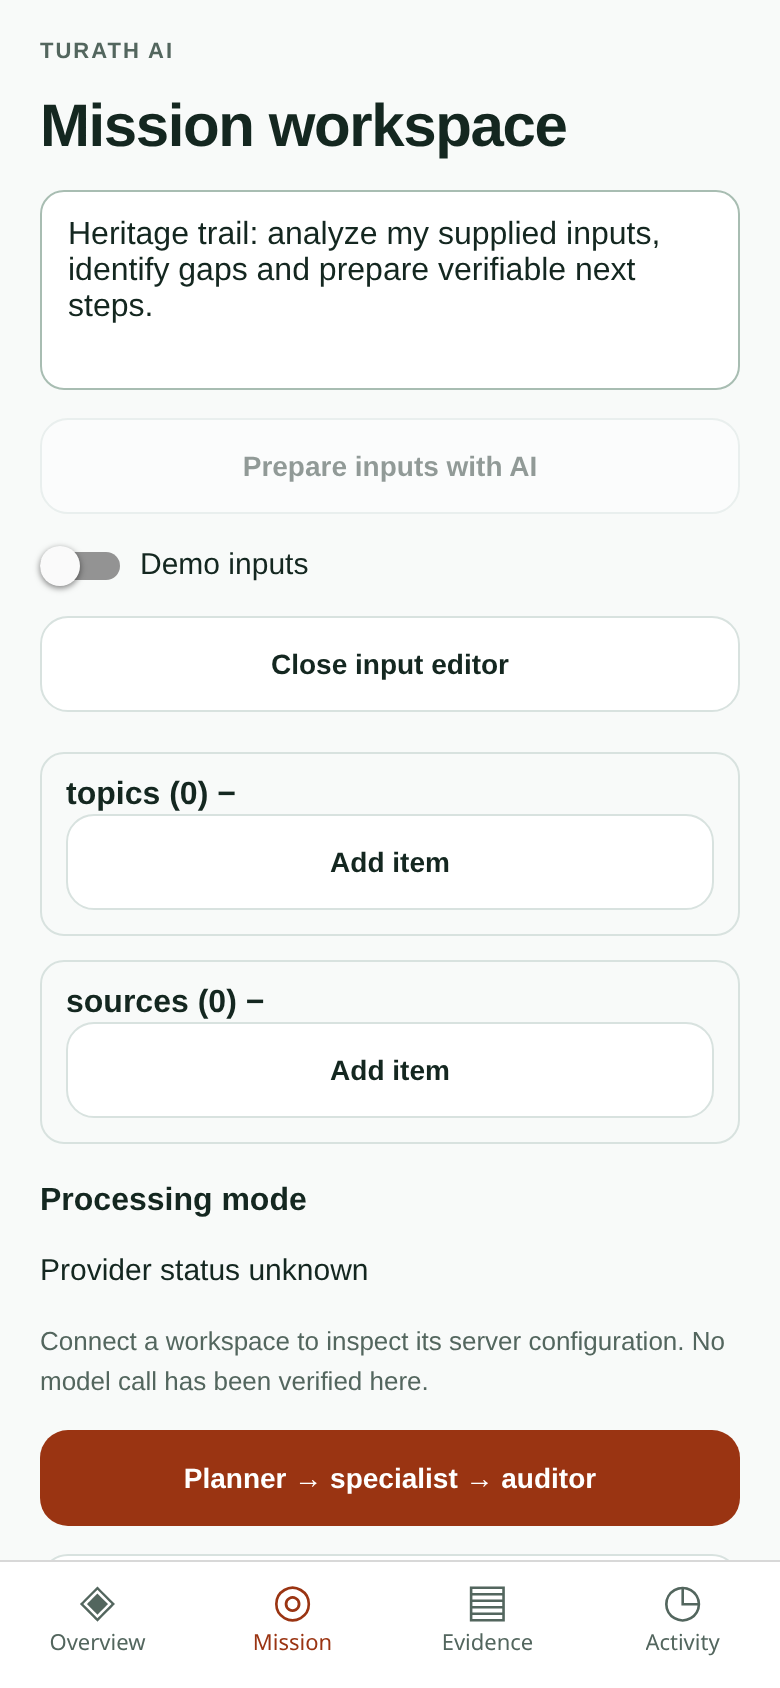 TURATH AI
Mission workspace
Heritage trail: analyze my supplied inputs,
identify gaps and prepare verifiable next
steps.
Prepare inputs with AI
Demo inputs
Close input editor
topics (0) −
Add item
sources (0) −
Add item
Processing mode
Provider status unknown
Connect a workspace to inspect its server configuration. No
model call has been verified here.
Planner → specialist → auditor
Overview
Mission
Evidence
Activity